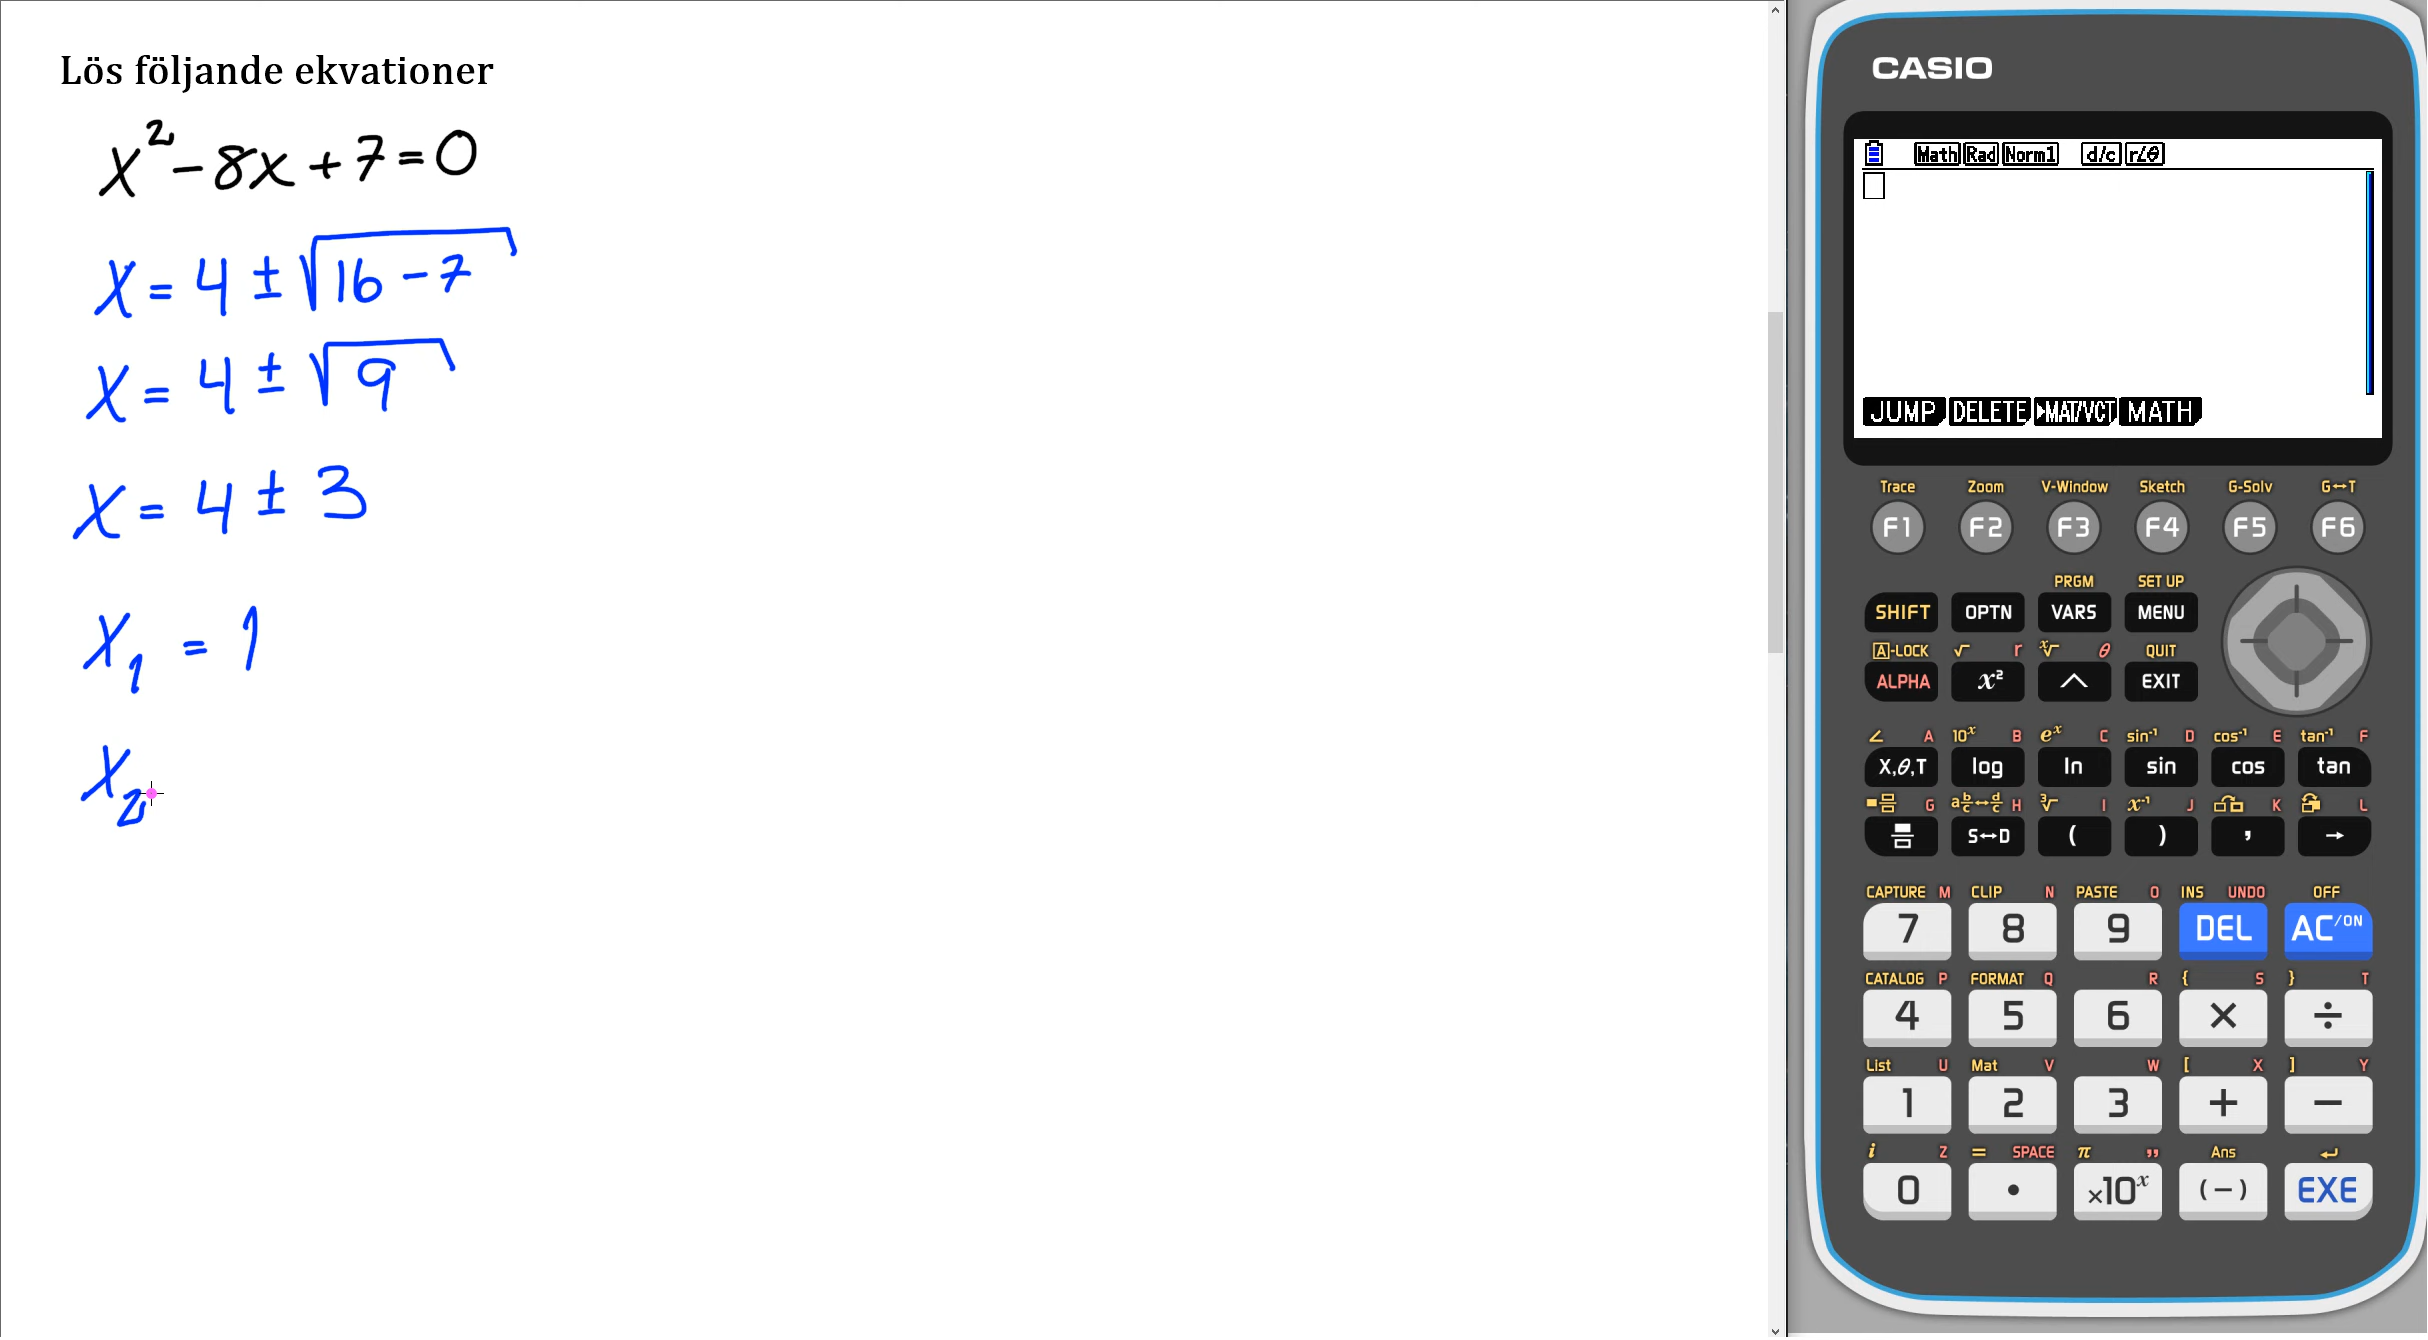 Lös följande ekvationer
x² - 8x + 7 = 0
x = 4 ± √16 - 7
x = 4 ± √9
x = 4 ± 3
x₁ = 1
x₂
CASIO
Math Rad Norm1 d/c r∠θ
JUMP DELETE ▶MAT/VCT MATH
Trace Zoom V-Window Sketch G-Solv G↔T
F1 F2 F3 F4 F5 F6
PRGM SET UP
SHIFT OPTN VARS MENU
A-LOCK √ r ˣ√ θ QUIT
ALPHA x² ^ EXIT
∠ A 10ˣ B eˣ C sin⁻¹ D cos⁻¹ E tan⁻¹ F
X,θ,T log ln sin cos tan
G a b/c↔d/c H ³√ I x⁻¹ J K L
S↔D ( ) , →
CAPTURE M CLIP N PASTE O INS UNDO OFF
7 8 9 DEL AC/ON
CATALOG P FORMAT Q R { S } T
4 5 6 × ÷
List U Mat V W [ X ] Y
1 2 3 + −
i Z = SPACE π " Ans ↵
0 • ×10ˣ (−) EXE